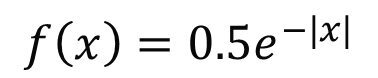 f(x) = 0.5e^{-|x|}